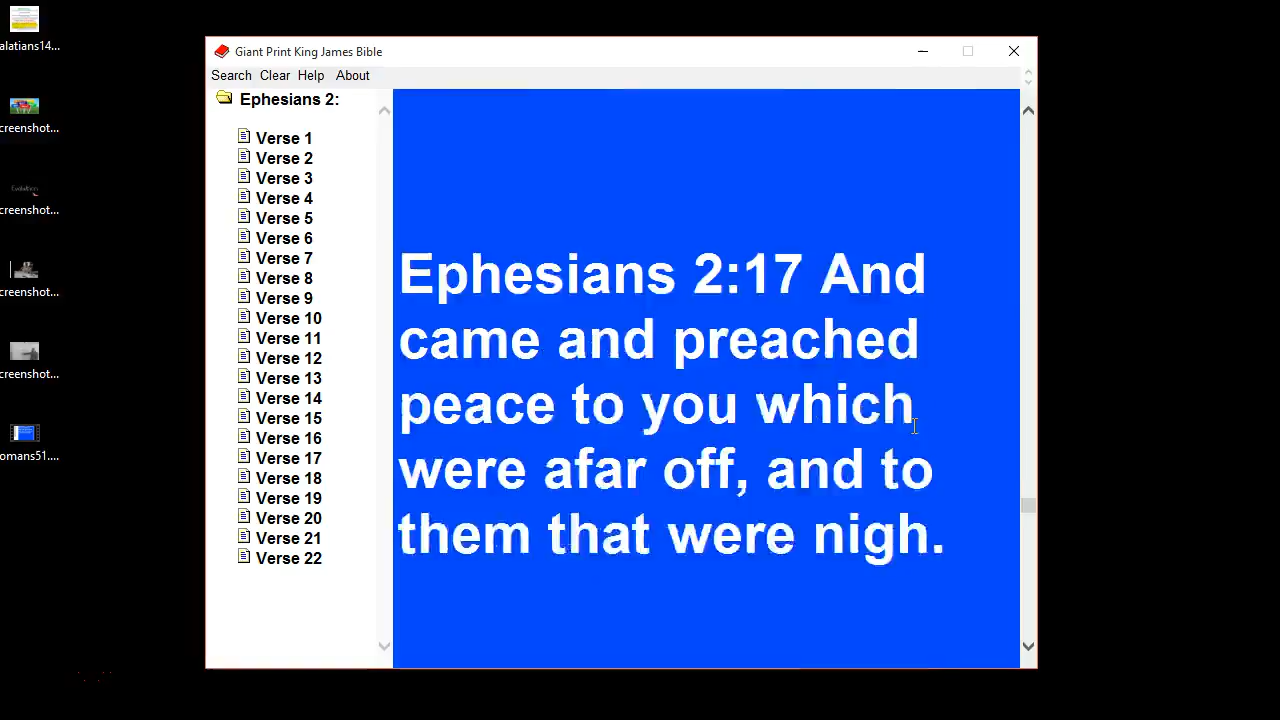 alatians14...
creenshot...
creenshot...
creenshot...
creenshot...
omans51....
Giant Print King James Bible
Search Clear Help About
Ephesians 2:
Verse 1
Verse 2
Verse 3
Verse 4
Verse 5
Verse 6
Verse 7
Verse 8
Verse 9
Verse 10
Verse 11
Verse 12
Verse 13
Verse 14
Verse 15
Verse 16
Verse 17
Verse 18
Verse 19
Verse 20
Verse 21
Verse 22
Ephesians 2:17 And
came and preached
peace to you which
were afar off, and to
them that were nigh.